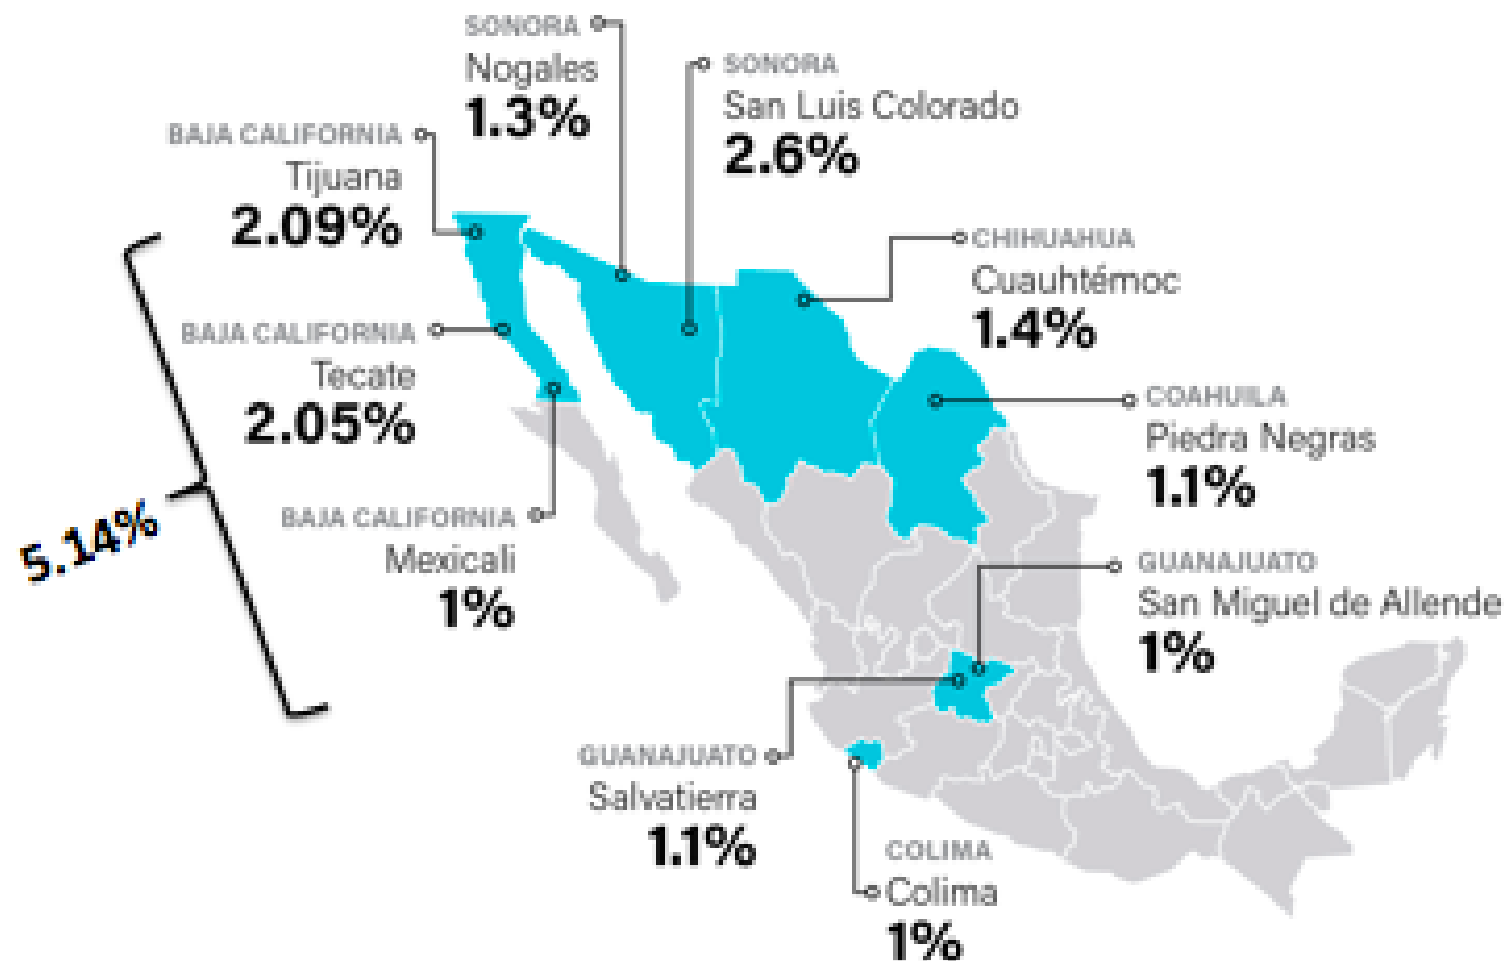 SONORA
Nogales
1.3%
SONORA
San Luis Colorado
2.6%
BAJA CALIFORNIA
Tijuana
2.09%
CHIHUAHUA
Cuauhtémoc
1.4%
BAJA CALIFORNIA
Tecate
2.05%
COAHUILA
Piedra Negras
1.1%
5.14%
BAJA CALIFORNIA
Mexicali
1%
GUANAJUATO
San Miguel de Allende
1%
GUANAJUATO
Salvatierra
1.1%
COLIMA
Colima
1%